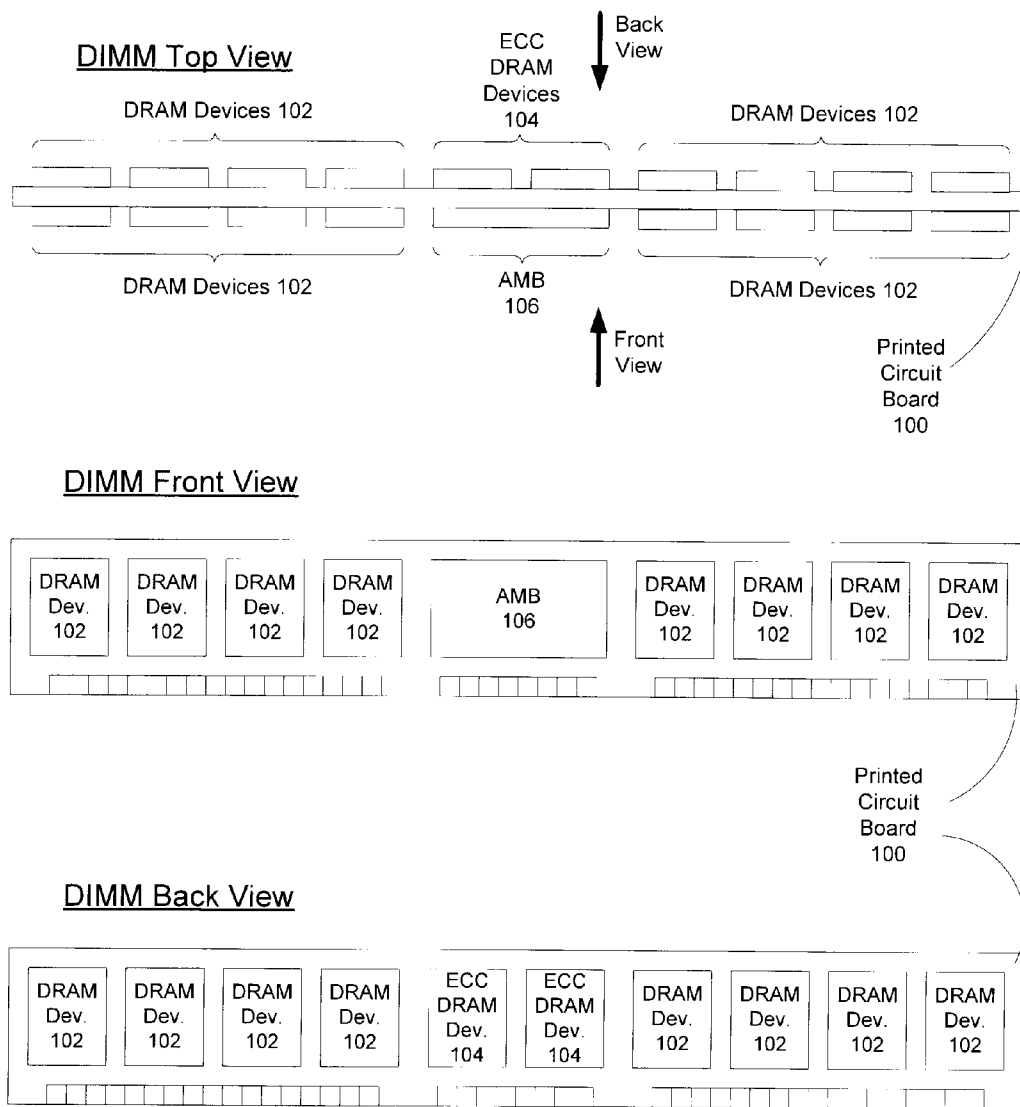 DIMM Top View
ECC
DRAM
Devices
104
Back
View
DRAM Devices 102
DRAM Devices 102
DRAM Devices 102
AMB
106
DRAM Devices 102
Front
View
Printed
Circuit
Board
100
DIMM Front View
DRAM
Dev.
102
DRAM
Dev.
102
DRAM
Dev.
102
DRAM
Dev.
102
AMB
106
DRAM
Dev.
102
DRAM
Dev.
102
DRAM
Dev.
102
DRAM
Dev.
102
Printed
Circuit
Board
100
DIMM Back View
DRAM
Dev.
102
DRAM
Dev.
102
DRAM
Dev.
102
DRAM
Dev.
102
ECC
DRAM
Dev.
104
ECC
DRAM
Dev.
104
DRAM
Dev.
102
DRAM
Dev.
102
DRAM
Dev.
102
DRAM
Dev.
102